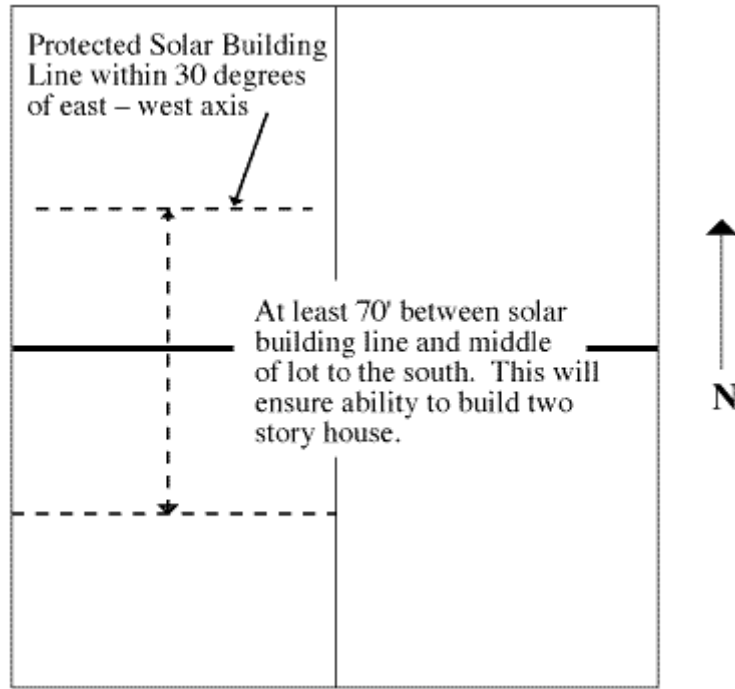 Protected Solar Building
Line within 30 degrees
of east – west axis
At least 70' between solar
building line and middle
of lot to the south.  This will
ensure ability to build two
story house.
N